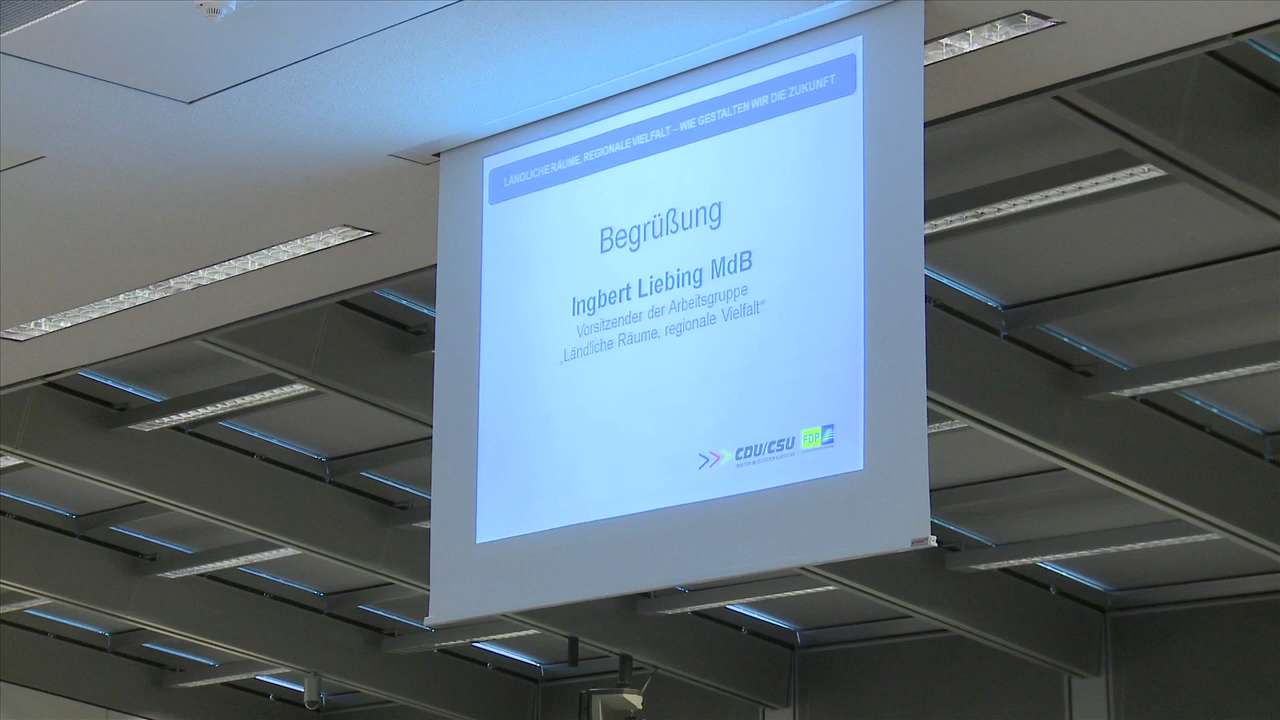 LÄNDLICHE RÄUME, REGIONALE VIELFALT – WIE GESTALTEN WIR DIE ZUKUNFT
Begrüßung
Ingbert Liebing MdB
Vorsitzender der Arbeitsgruppe
„Ländliche Räume, regionale Vielfalt“
CDU/CSU
FDP